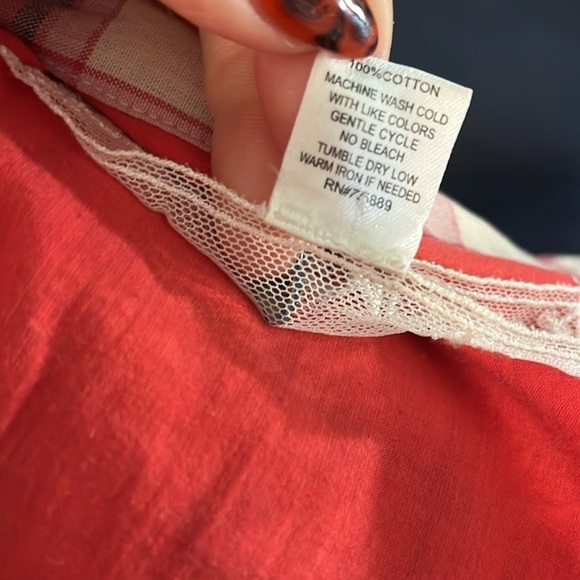 100%COTTON
MACHINE WASH COLD
WITH LIKE COLORS
GENTLE CYCLE
NO BLEACH
TUMBLE DRY LOW
WARM IRON IF NEEDED